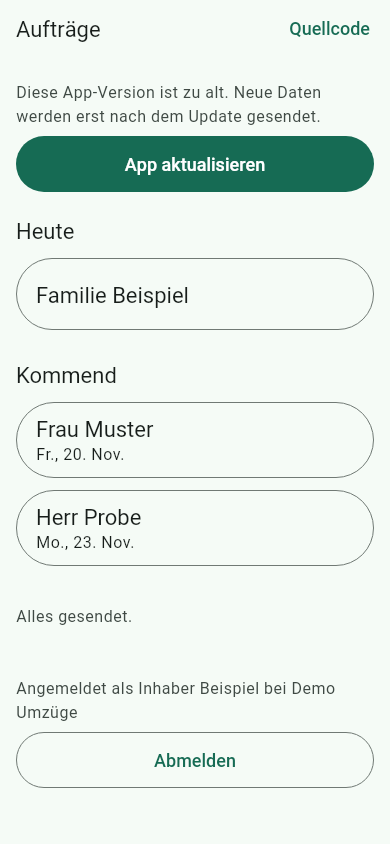 Aufträge
Quellcode
Diese App-Version ist zu alt. Neue Daten
werden erst nach dem Update gesendet.
App aktualisieren
Heute
Familie Beispiel
Kommend
Frau Muster
Fr., 20. Nov.
Herr Probe
Mo., 23. Nov.
Alles gesendet.
Angemeldet als Inhaber Beispiel bei Demo
Umzüge
Abmelden